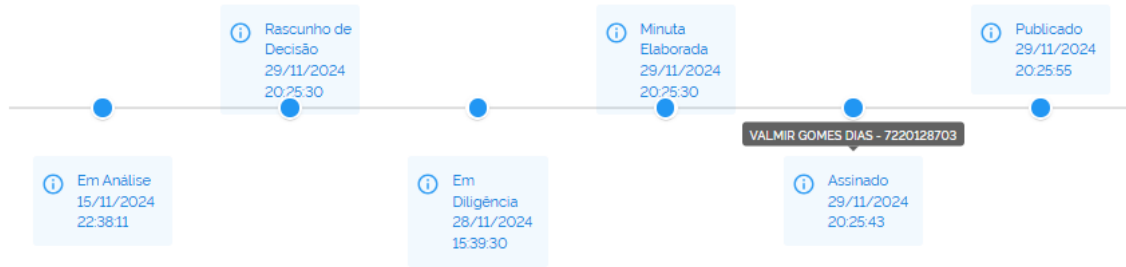 Rascunho de
Decisão
29/11/2024
20:25:30
Minuta
Elaborada
29/11/2024
20:25:30
Publicado
29/11/2024
20:25:55
VALMIR GOMES DIAS - 7220128703
Em Análise
15/11/2024
22:38:11
Em
Diligência
28/11/2024
15:39:30
Assinado
29/11/2024
20:25:43